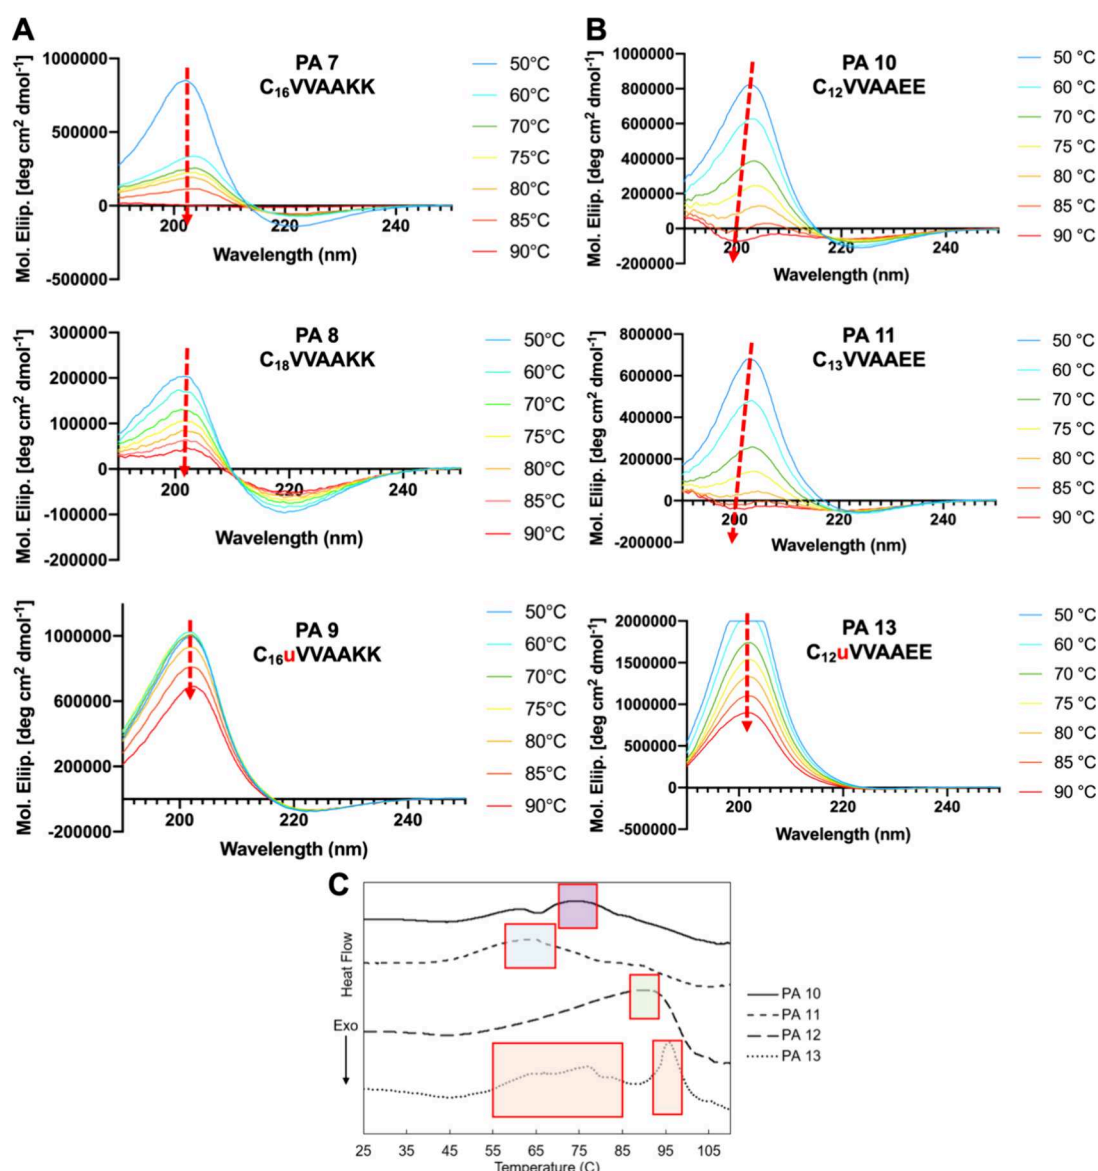 A
PA 7
C16VVAAKK
Mol. Eliip. [deg cm2 dmol-1]
1000000
500000
0
-500000
200
220
240
Wavelength (nm)
50°C
60°C
70°C
75°C
80°C
85°C
90°C
PA 8
C18VVAAKK
Mol. Eliip. [deg cm2 dmol-1]
300000
200000
100000
0
-100000
-200000
200
220
240
Wavelength (nm)
50°C
60°C
70°C
75°C
80°C
85°C
90°C
PA 9
C16uVVAAKK
Mol. Eliip. [deg cm2 dmol-1]
1000000
600000
200000
-200000
200
220
240
Wavelength (nm)
50°C
60°C
70°C
75°C
80°C
85°C
90°C
B
PA 10
C12VVAAEE
Mol. Eliip. [deg cm2 dmol-1]
1000000
800000
600000
400000
200000
0
-200000
200
220
240
Wavelength (nm)
50 °C
60 °C
70 °C
75 °C
80 °C
85 °C
90 °C
PA 11
C13VVAAEE
Mol. Eliip. [deg cm2 dmol-1]
800000
600000
400000
200000
0
-200000
200
220
240
Wavelength (nm)
50 °C
60 °C
70 °C
75 °C
80 °C
85 °C
90 °C
PA 13
C12uVVAAEE
Mol. Eliip. [deg cm2 dmol-1]
2000000
1500000
1000000
500000
0
-500000
200
220
240
Wavelength (nm)
50 °C
60 °C
70 °C
75 °C
80 °C
85 °C
90 °C
C
Heat Flow
Exo
PA 10
PA 11
PA 12
PA 13
25 35 45 55 65 75 85 95 105
Temperature (C)